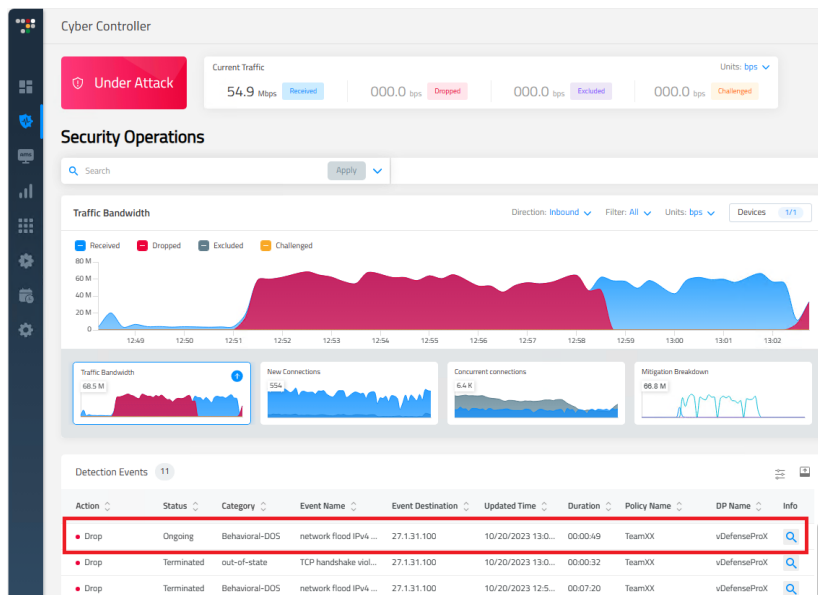 Cyber Controller
Under Attack
Current Traffic
Units: bps
54.9 Mbps Received
000.0 bps Dropped
000.0 bps Excluded
000.0 bps Challenged
Security Operations
Search
Apply
Traffic Bandwidth
Direction: Inbound Filter: All Units: bps Devices 1/1
Received Dropped Excluded Challenged
80 M
60 M
40 M
20 M
0
12:49 12:50 12:51 12:52 12:53 12:54 12:55 12:56 12:57 12:58 12:59 13:00 13:01 13:02
Traffic Bandwidth
68.5 M
New Connections
554
Concurrent connections
6.4 K
Mitigation Breakdown
66.8 M
Detection Events 11
Action Status Category Event Name Event Destination Updated Time Duration Policy Name DP Name Info
Drop Ongoing Behavioral-DOS network flood IPv4 ... 27.1.31.100 10/20/2023 13:0... 00:00:49 TeamXX vDefenseProX
Drop Terminated out-of-state TCP handshake viol... 27.1.31.100 10/20/2023 13:0... 00:00:32 TeamXX vDefenseProX
Drop Terminated Behavioral-DOS network flood IPv4 ... 27.1.31.100 10/20/2023 12:5... 00:07:20 TeamXX vDefenseProX